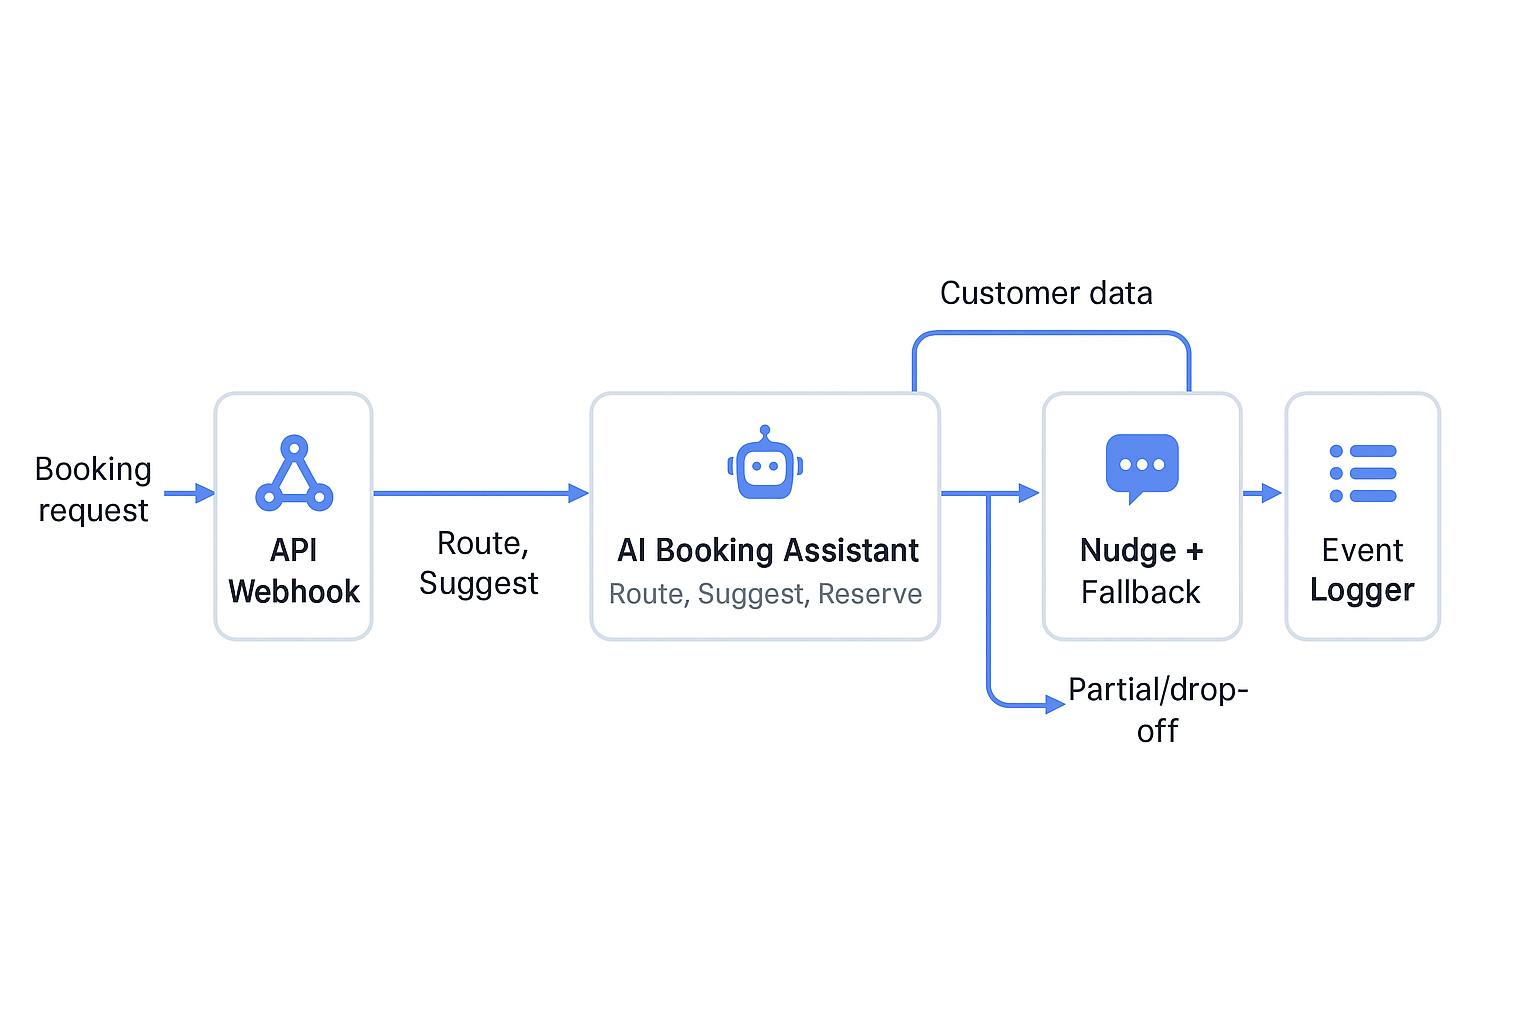 Customer data
Booking
request
API
Webhook
Route,
Suggest
AI Booking Assistant
Route, Suggest, Reserve
Nudge +
Fallback
Event
Logger
Partial/drop-
off